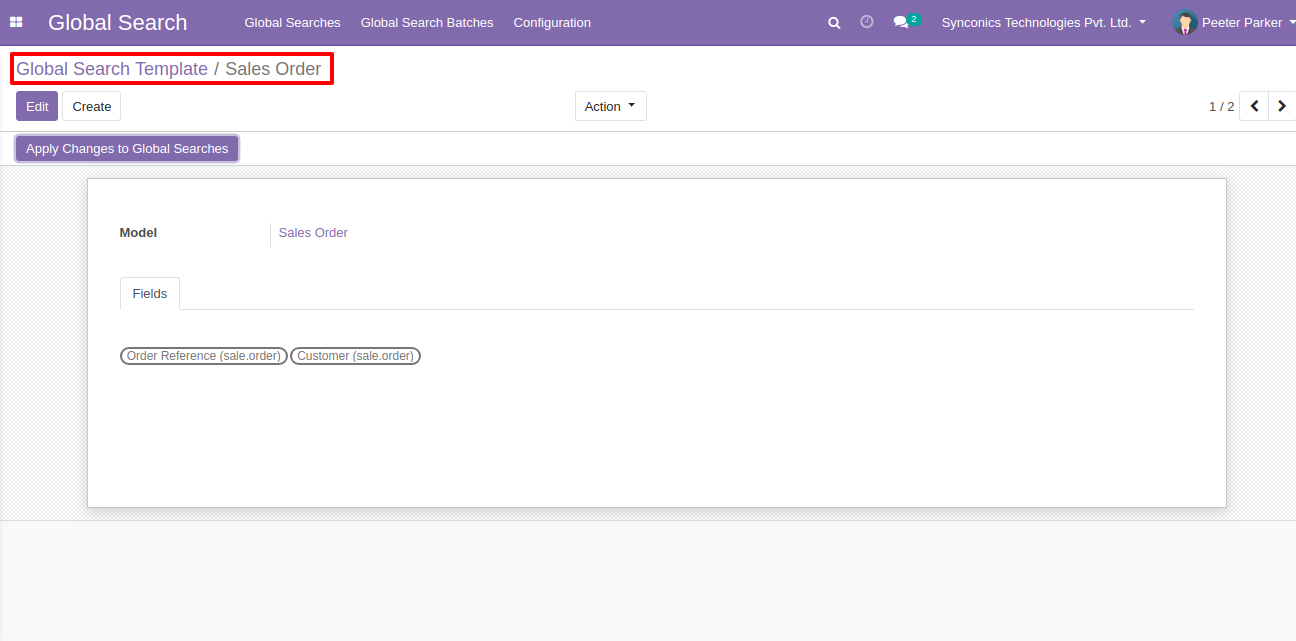 Global Search Global Searches Global Search Batches Configuration 2 Synconics Technologies Pvt. Ltd. Peeter Parker
Global Search Template / Sales Order
Edit Create Action 1 / 2
Apply Changes to Global Searches
Model Sales Order
Fields
Order Reference (sale.order) Customer (sale.order)